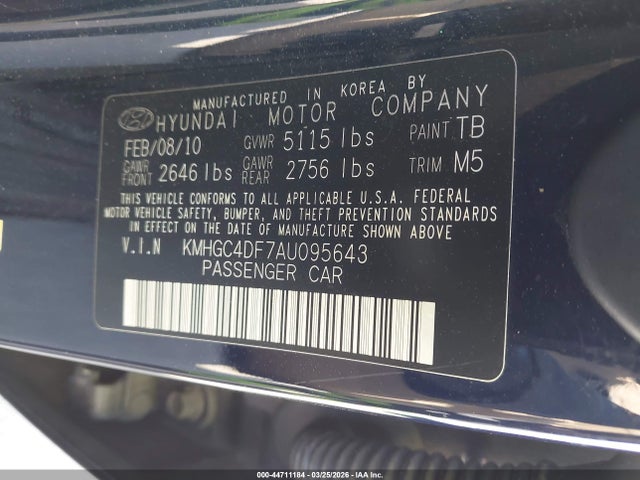 MANUFACTURED IN KOREA BY
HYUNDAI MOTOR COMPANY
FEB/08/10 GVWR 5115 lbs PAINT TB
GAWR FRONT 2646 lbs GAWR REAR 2756 lbs TRIM M5
THIS VEHICLE CONFORMS TO ALL APPLICABLE U.S.A. FEDERAL
MOTOR VEHICLE SAFETY, BUMPER, AND THEFT PREVENTION STANDARDS
IN EFFECT ON THE DATE OF MANUFACTURE SHOWN ABOVE
V.I.N KMHGC4DF7AU095643
PASSENGER CAR
000-44711184 | 03/25/2026 - IAA Inc.